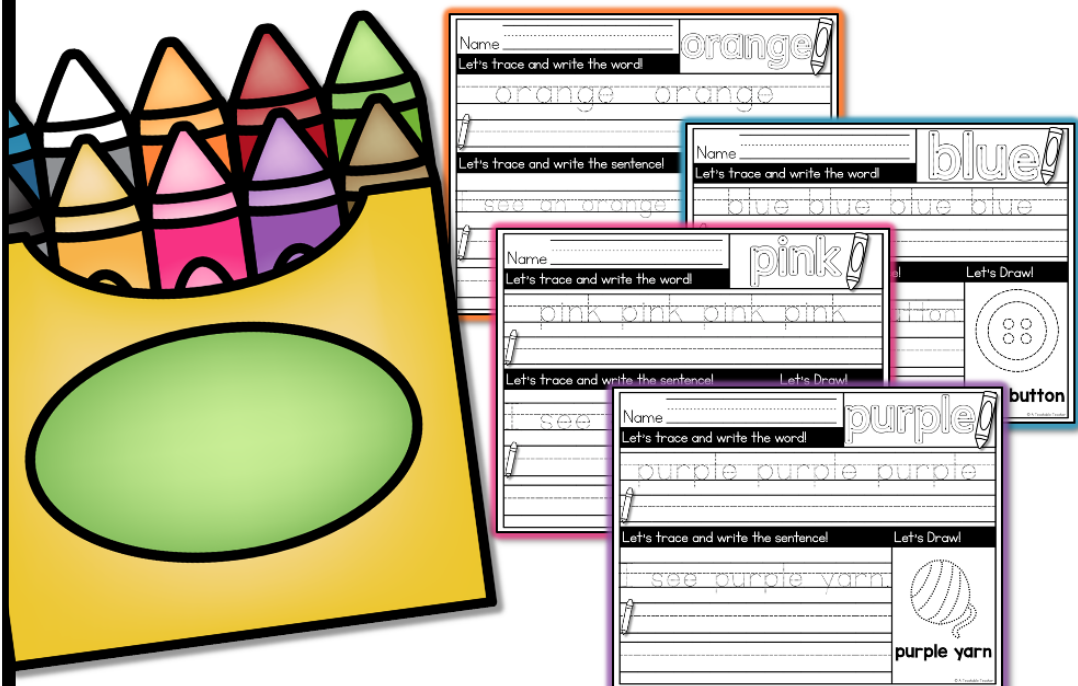 Name
orange
Let's trace and write the word!
orange orange
Let's trace and write the sentence!
I see an orange
Name
blue
Let's trace and write the word!
blue blue blue blue
Let's Draw!
button
© A Teachable Teacher
Name
pink
Let's trace and write the word!
pink pink pink pink
Let's trace and write the sentence!
Let's Draw!
I see
Name
purple
Let's trace and write the word!
purple purple purple
Let's trace and write the sentence!
Let's Draw!
I see purple yarn.
purple yarn
© A Teachable Teacher